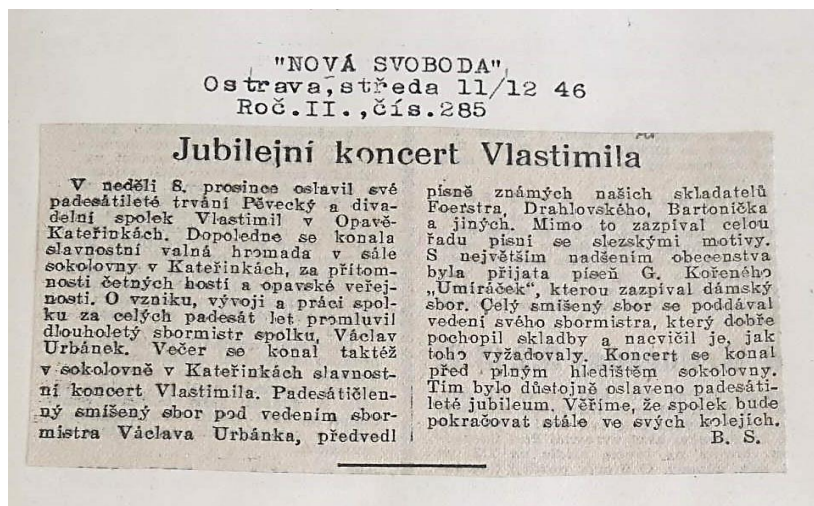 "NOVÁ SVOBODA",
Ostrava, středa 11/12 46
Roč.II.,čís.285
Jubilejní koncert Vlastimila
V neděli 8. prosince oslavil své
padesátileté trvání Pěvecký a diva-
delní spolek Vlastimil v Opavě-
Kateřinkách. Dopoledne se konala
slavnostní valná hromada v sále
sokolovny v Kateřinkách, za přítom-
nosti četných hostí a opavské veřej-
nosti. O vzniku, vývoji a práci spol-
ku za celých padesát let promluvil
dlouholetý sbormistr spolku, Václav
Urbánek. Večer se konal taktéž
v sokolovně v Kateřinkách slavnost-
ní koncert Vlastimila. Padesátičlen-
ný smíšený sbor pod vedením sbor-
mistra Václava Urbánka, předvedl
písně známých našich skladatelů
Foerstra, Drahlovského, Bartoníčka
a jiných. Mimo to zazpíval celou
řadu písní se slezskými motivy.
S největším nadšením obecenstva
byla přijata píseň G. Kořeného
„Umíráček“, kterou zazpíval dámský
sbor. Celý smíšený sbor se poddával
vedení svého sbormistra, který dobře
pochopil skladby a nacvičil je, jak
toho vyžadovaly. Koncert se konal
před plným hledištěm sokolovny.
Tím bylo důstojně oslaveno padesáti-
leté jubileum. Věříme, že spolek bude
pokračovat stále ve svých kolejích.
B. S.